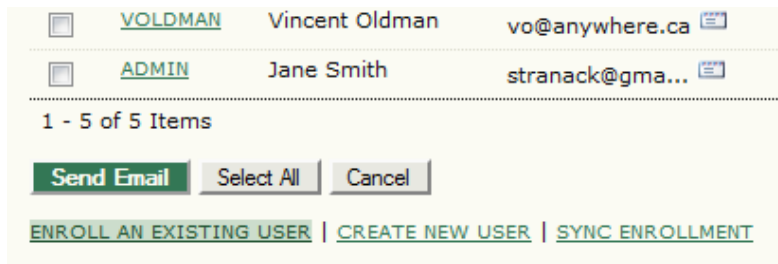 VOLDMAN Vincent Oldman vo@anywhere.ca
ADMIN Jane Smith stranack@gma...
1 - 5 of 5 Items
Send Email Select All Cancel
ENROLL AN EXISTING USER | CREATE NEW USER | SYNC ENROLLMENT